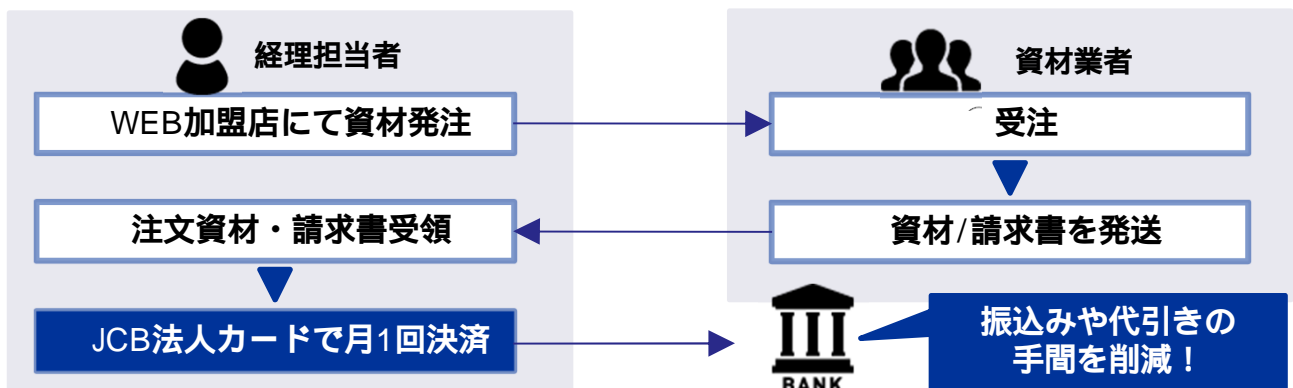 経理担当者
資材業者
WEB加盟店にて資材発注
受注
注文資材・請求書受領
資材/請求書を発送
JCB法人カードで月1回決済
BANK
振込みや代引きの
手間を削減！